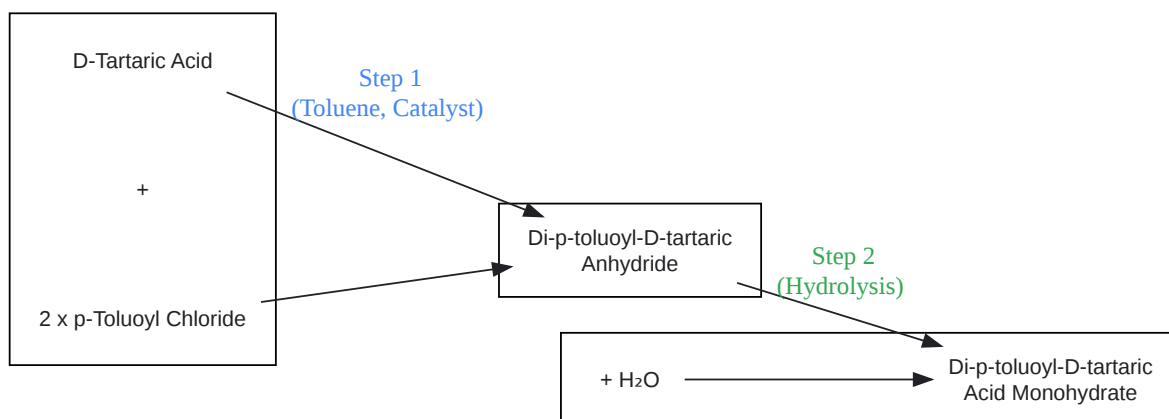 D-Tartaric Acid
Step 1
(Toluene, Catalyst)
+
Di-p-toluoyl-D-tartaric
Anhydride
2 x p-Toluoyl Chloride
Step 2
(Hydrolysis)
+ H₂O
Di-p-toluoyl-D-tartaric
Acid Monohydrate